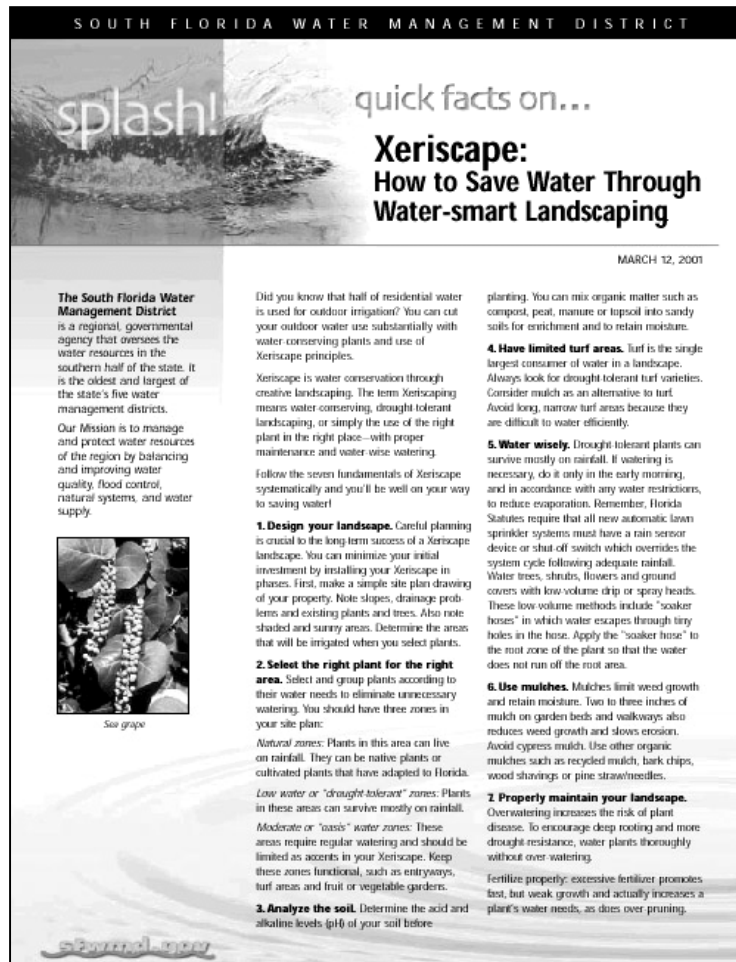 SOUTH FLORIDA WATER MANAGEMENT DISTRICT
splash!
quick facts on...
Xeriscape:
How to Save Water Through
Water-smart Landscaping
MARCH 12, 2001
The South Florida Water
Management District
is a regional, governmental
agency that oversees the
water resources in the
southern half of the state. It
is the oldest and largest of
the state's five water
management districts.
Our Mission is to manage
and protect water resources
of the region by balancing
and improving water
quality, flood control,
natural systems, and water
supply.
Sea grape
Did you know that half of residential water
is used for outdoor irrigation? You can cut
your outdoor water use substantially with
water-conserving plants and use of
Xeriscape principles.
Xeriscape is water conservation through
creative landscaping. The term Xeriscaping
means water-conserving, drought-tolerant
landscaping, or simply the use of the right
plant in the right place—with proper
maintenance and water-wise watering.
Follow the seven fundamentals of Xeriscape
systematically and you'll be well on your way
to saving water!
1. Design your landscape. Careful planning
is crucial to the long-term success of a Xeriscape
landscape. You can minimize your initial
investment by installing your Xeriscape in
phases. First, make a simple site plan drawing
of your property. Note slopes, drainage prob-
lems and existing plants and trees. Also note
shaded and sunny areas. Determine the areas
that will be irrigated when you select plants.
2. Select the right plant for the right
area. Select and group plants according to
their water needs to eliminate unnecessary
watering. You should have three zones in
your site plan:
Natural zones: Plants in this area can live
on rainfall. They can be native plants or
cultivated plants that have adapted to Florida.
Low water or "drought-tolerant" zones: Plants
in these areas can survive mostly on rainfall.
Moderate or "oasis" water zones: These
areas require regular watering and should be
limited as accents in your Xeriscape. Keep
these zones functional, such as entryways,
turf areas and fruit or vegetable gardens.
3. Analyze the soil. Determine the acid and
alkaline levels (pH) of your soil before
planting. You can mix organic matter such as
compost, peat, manure or topsoil into sandy
soils for enrichment and to retain moisture.
4. Have limited turf areas. Turf is the single
largest consumer of water in a landscape.
Always look for drought-tolerant turf varieties.
Consider mulch as an alternative to turf.
Avoid long, narrow turf areas because they
are difficult to water efficiently.
5. Water wisely. Drought-tolerant plants can
survive mostly on rainfall. If watering is
necessary, do it only in the early morning,
and in accordance with any water restrictions,
to reduce evaporation. Remember, Florida
Statutes require that all new automatic lawn
sprinkler systems must have a rain sensor
device or shut-off switch which overrides the
system cycle following adequate rainfall.
Water trees, shrubs, flowers and ground
covers with low-volume drip or spray heads.
These low-volume methods include "soaker
hoses" in which water escapes through tiny
holes in the hose. Apply the "soaker hose" to
the root zone of the plant so that the water
does not run off the root area.
6. Use mulches. Mulches limit weed growth
and retain moisture. Two to three inches of
mulch on garden beds and walkways also
reduces weed growth and slows erosion.
Avoid cypress mulch. Use other organic
mulches such as recycled mulch, bark chips,
wood shavings or pine straw/needles.
7. Properly maintain your landscape.
Overwatering increases the risk of plant
disease. To encourage deep rooting and more
drought-resistance, water plants thoroughly
without over-watering.
Fertilize properly: excessive fertilizer promotes
fast, but weak growth and actually increases a
plant's water needs, as does over-pruning.
sfwmd.gov